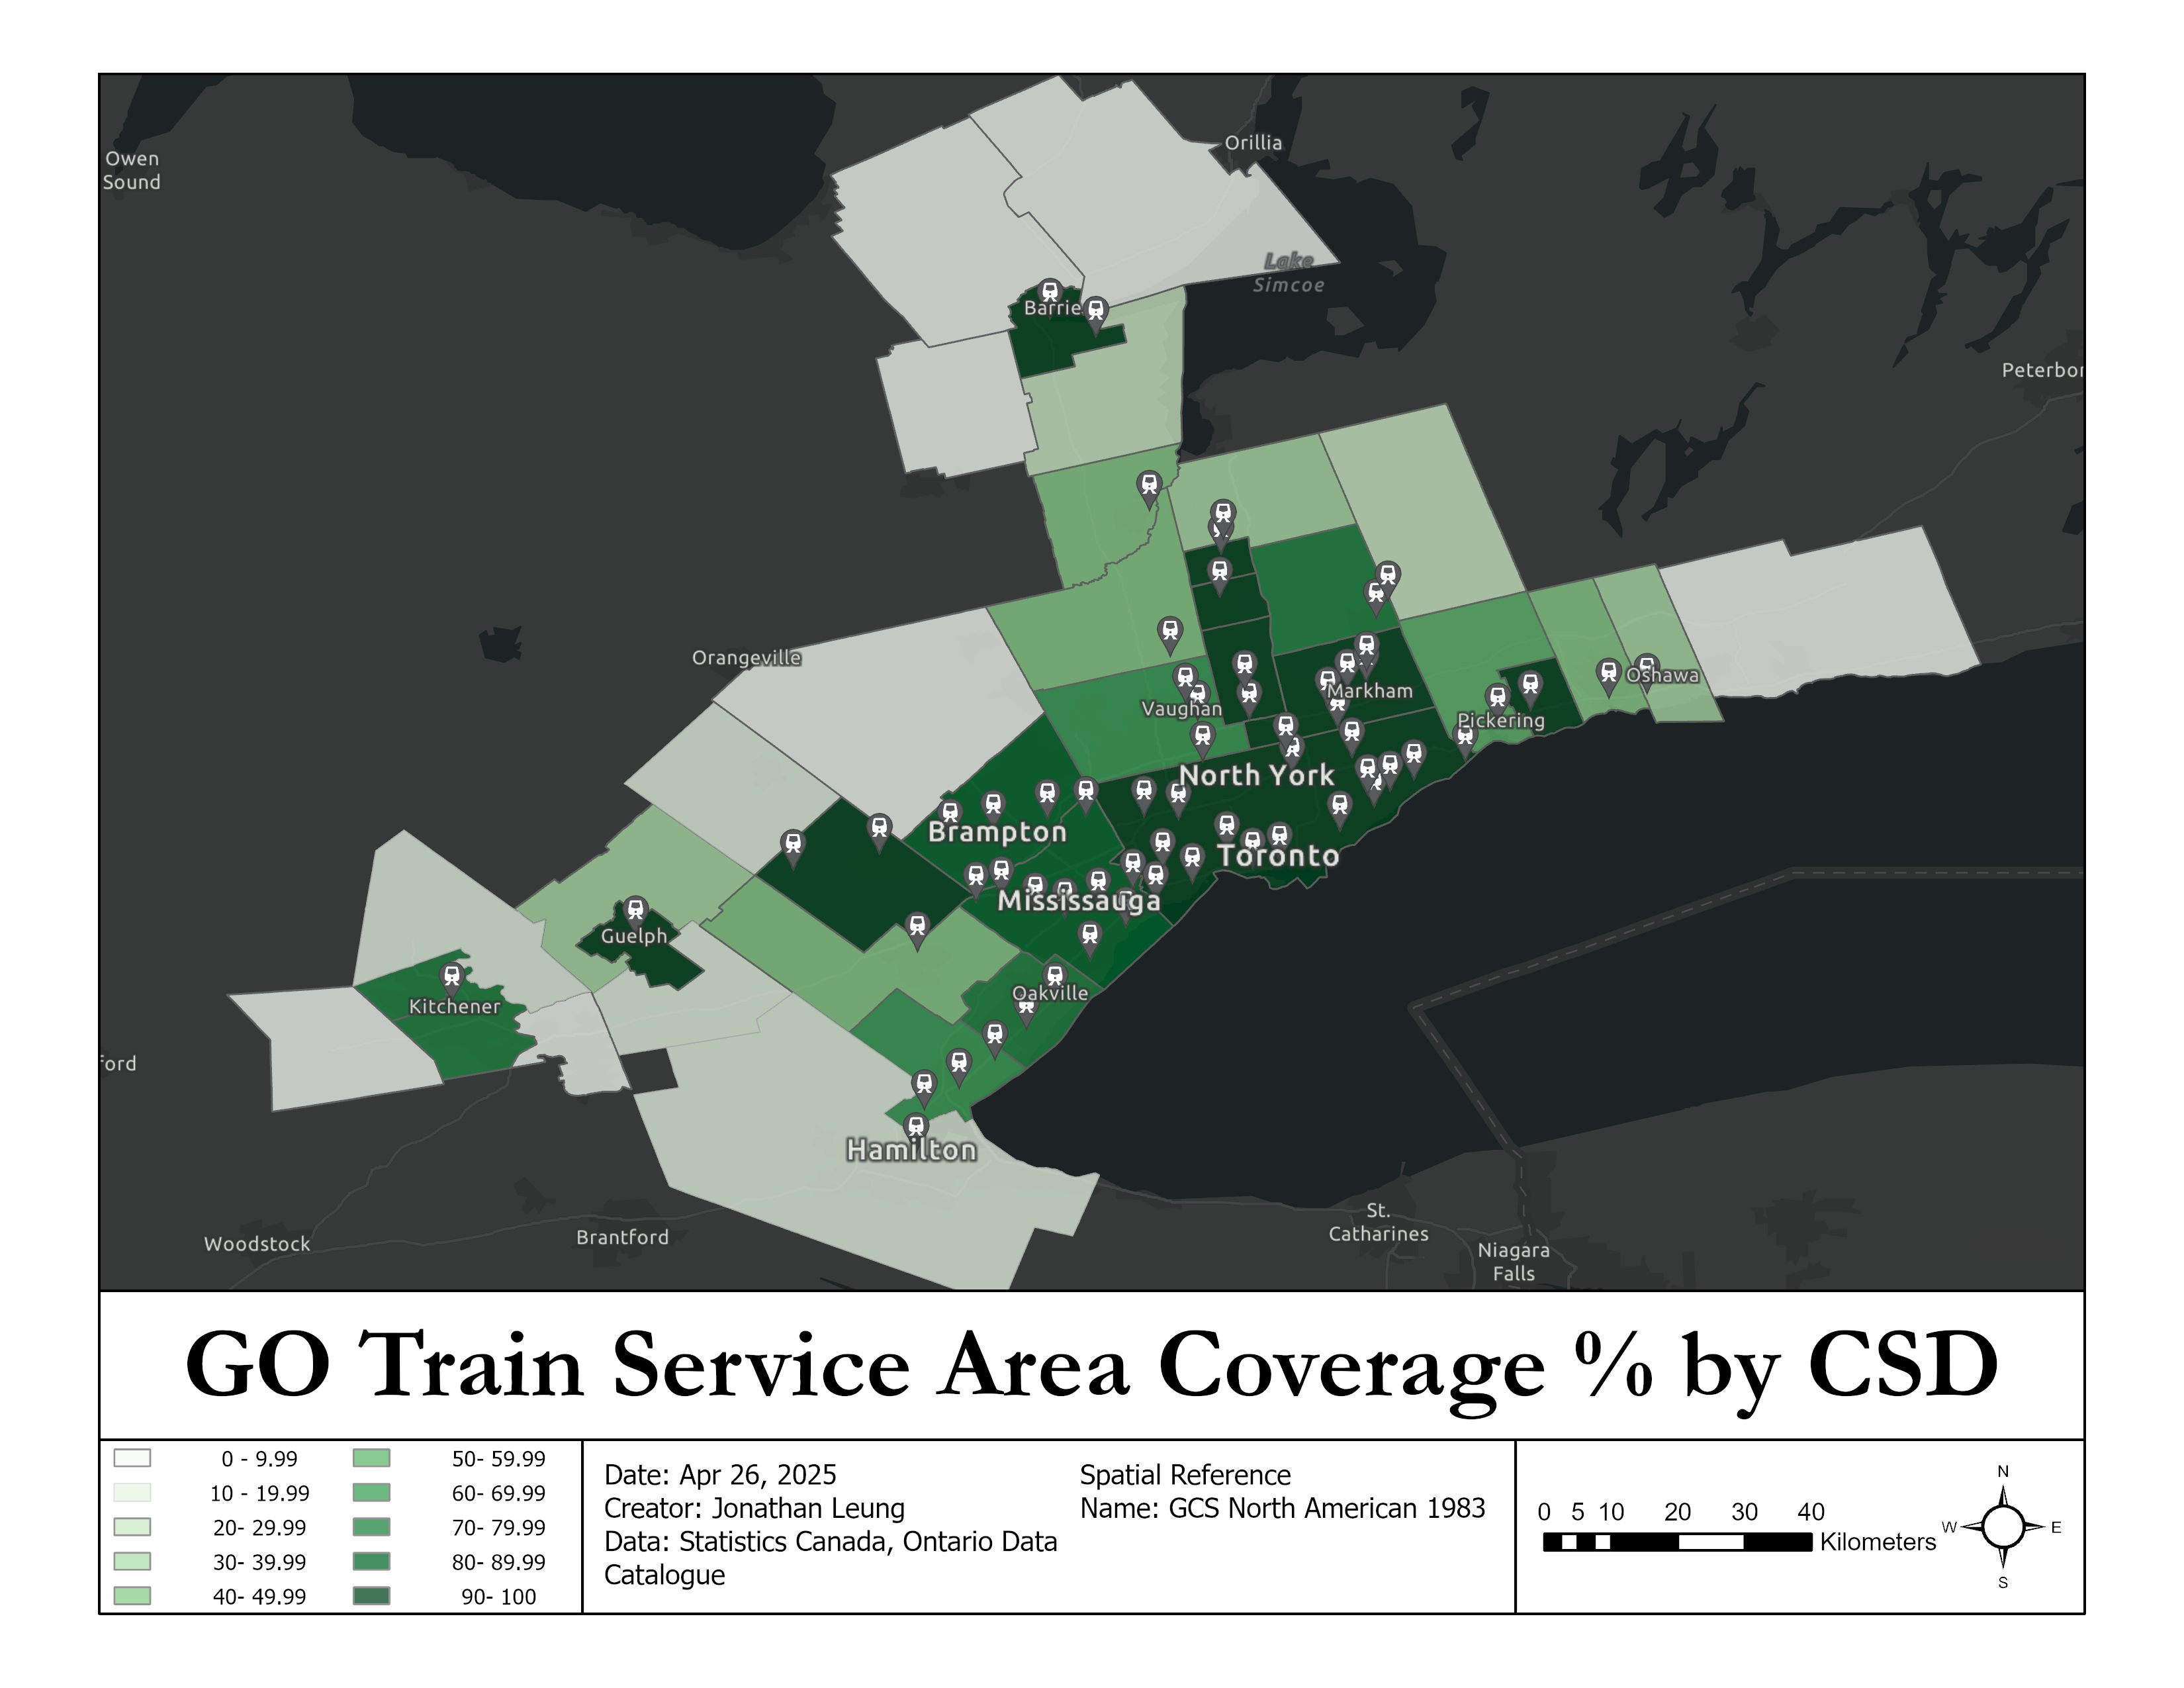 Owen
Sound
Orillia
Lake
Simcoe
Barrie
Orangeville
Vaughan
Markham
Oshawa
Pickering
North York
Brampton
Toronto
Mississauga
Guelph
Kitchener
Oakville
ford
Hamilton
Woodstock
Brantford
St.
Catharines
Niagara
Falls
Peterbor
GO Train Service Area Coverage % by CSD
0 - 9.99
10 - 19.99
20- 29.99
30- 39.99
40- 49.99
50- 59.99
60- 69.99
70- 79.99
80- 89.99
90- 100
Date: Apr 26, 2025
Creator: Jonathan Leung
Data: Statistics Canada, Ontario Data
Catalogue
Spatial Reference
Name: GCS North American 1983
0 5 10 20 30 40
Kilometers
N
W E
S